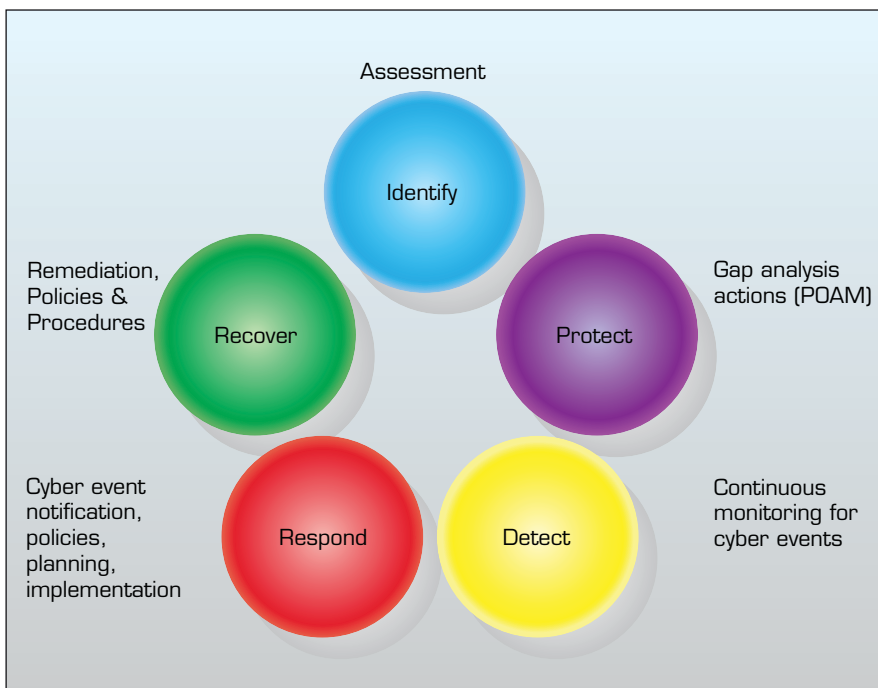 Assessment
Identify
Remediation,
Policies &
Procedures
Recover
Protect
Gap analysis
actions (POAM)
Cyber event
notification,
policies,
planning,
implementation
Respond
Detect
Continuous
monitoring for
cyber events